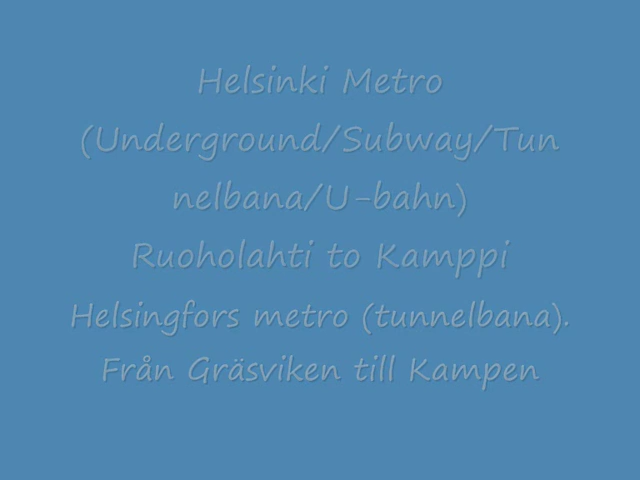 Helsinki Metro
(Underground/Subway/Tun
nelbana/U-bahn)
Ruoholahti to Kamppi
Helsingfors metro (tunnelbana).
Från Gräsviken till Kampen